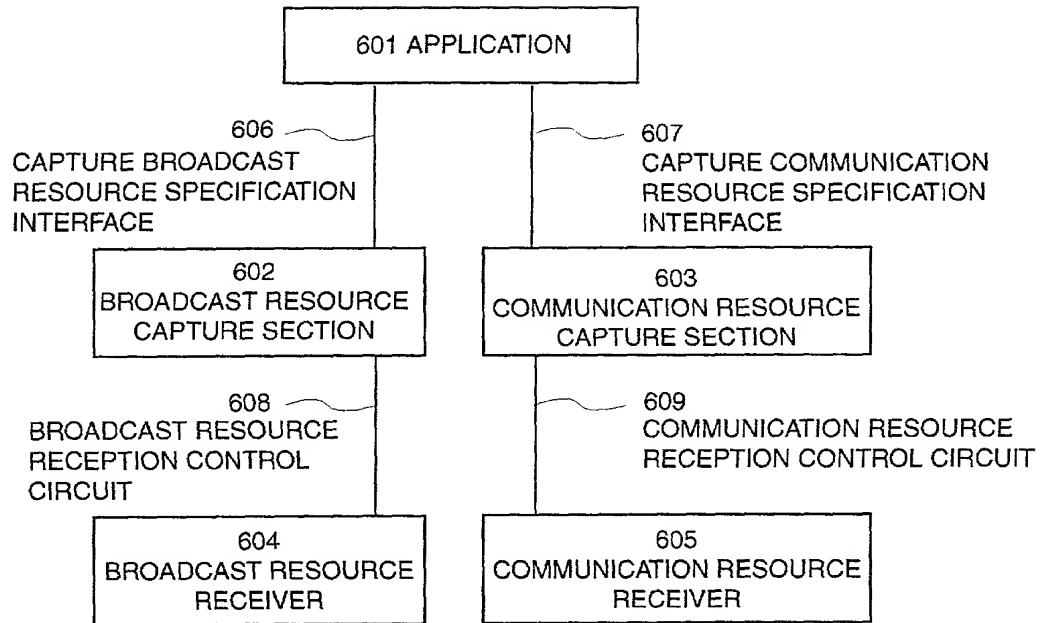 601 APPLICATION
606
CAPTURE BROADCAST
RESOURCE SPECIFICATION
INTERFACE
607
CAPTURE COMMUNICATION
RESOURCE SPECIFICATION
INTERFACE
602
BROADCAST RESOURCE
CAPTURE SECTION
603
COMMUNICATION RESOURCE
CAPTURE SECTION
608
BROADCAST RESOURCE
RECEPTION CONTROL
CIRCUIT
609
COMMUNICATION RESOURCE
RECEPTION CONTROL CIRCUIT
604
BROADCAST RESOURCE
RECEIVER
605
COMMUNICATION RESOURCE
RECEIVER